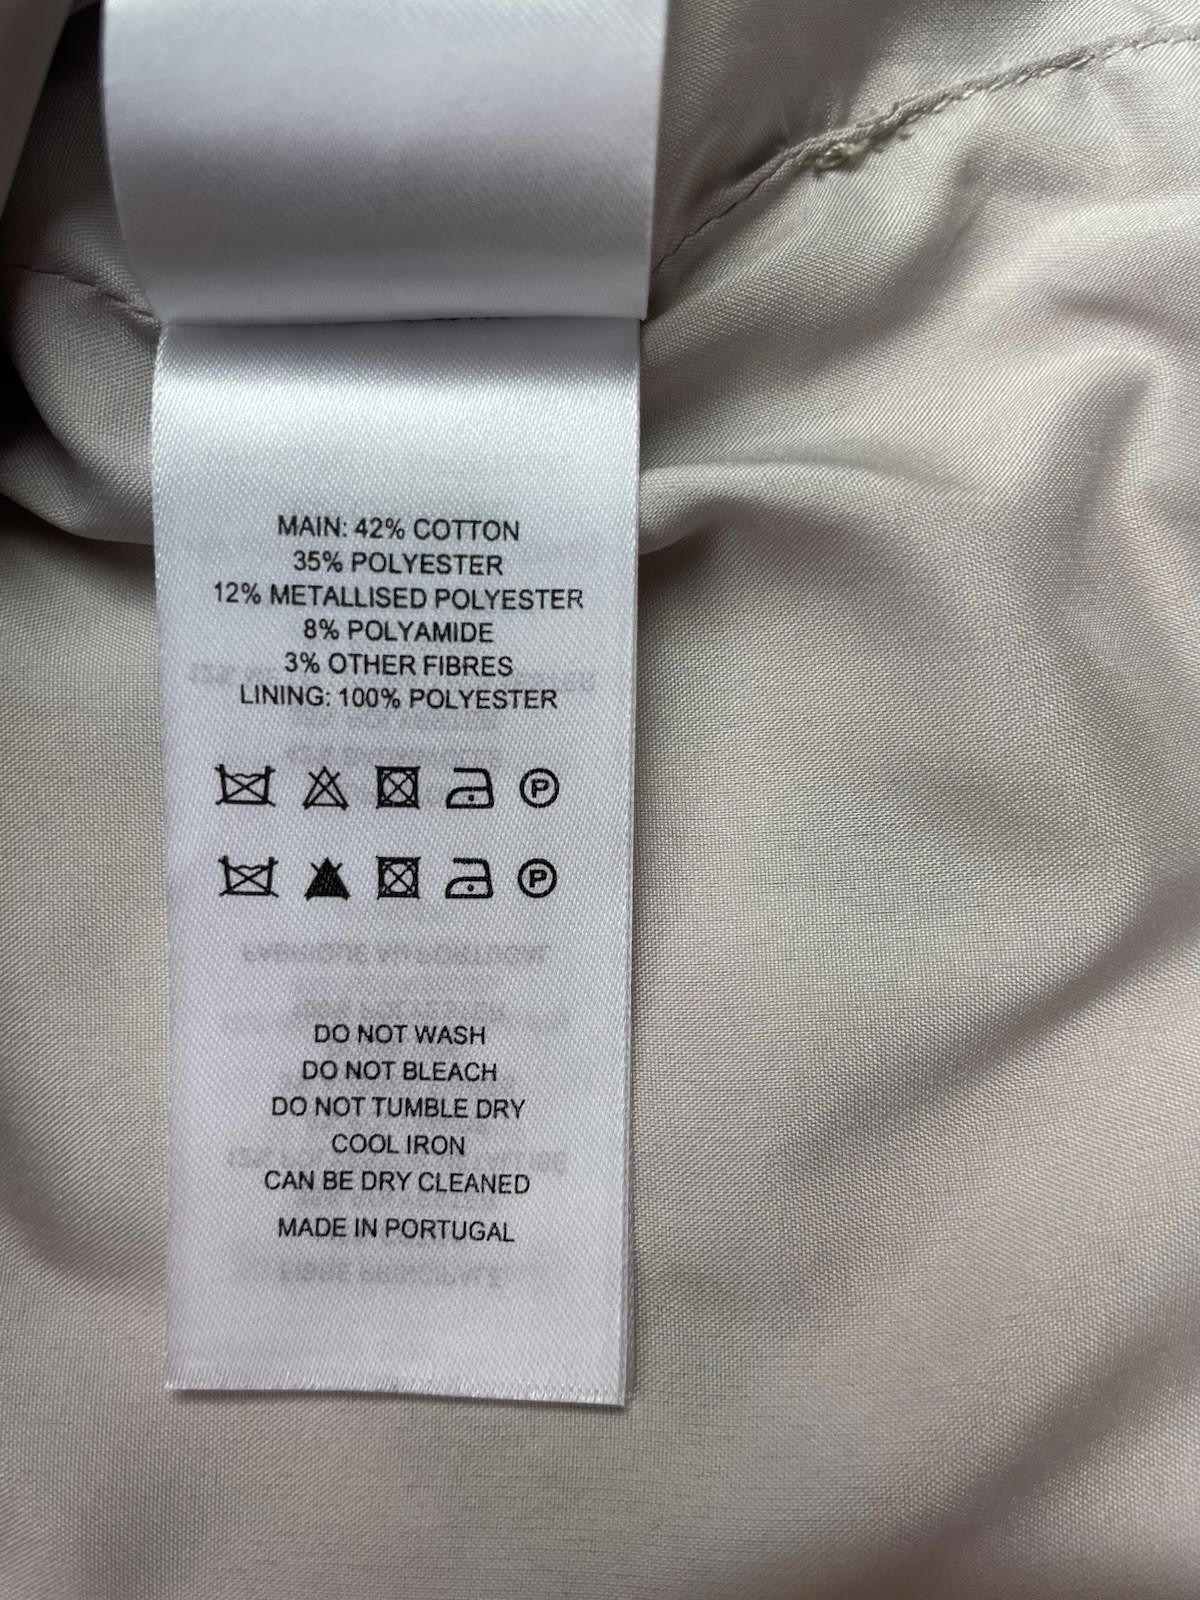 MAIN: 42% COTTON
35% POLYESTER
12% METALLISED POLYESTER
8% POLYAMIDE
3% OTHER FIBRES
LINING: 100% POLYESTER
P
P
DO NOT WASH
DO NOT BLEACH
DO NOT TUMBLE DRY
COOL IRON
CAN BE DRY CLEANED
MADE IN PORTUGAL